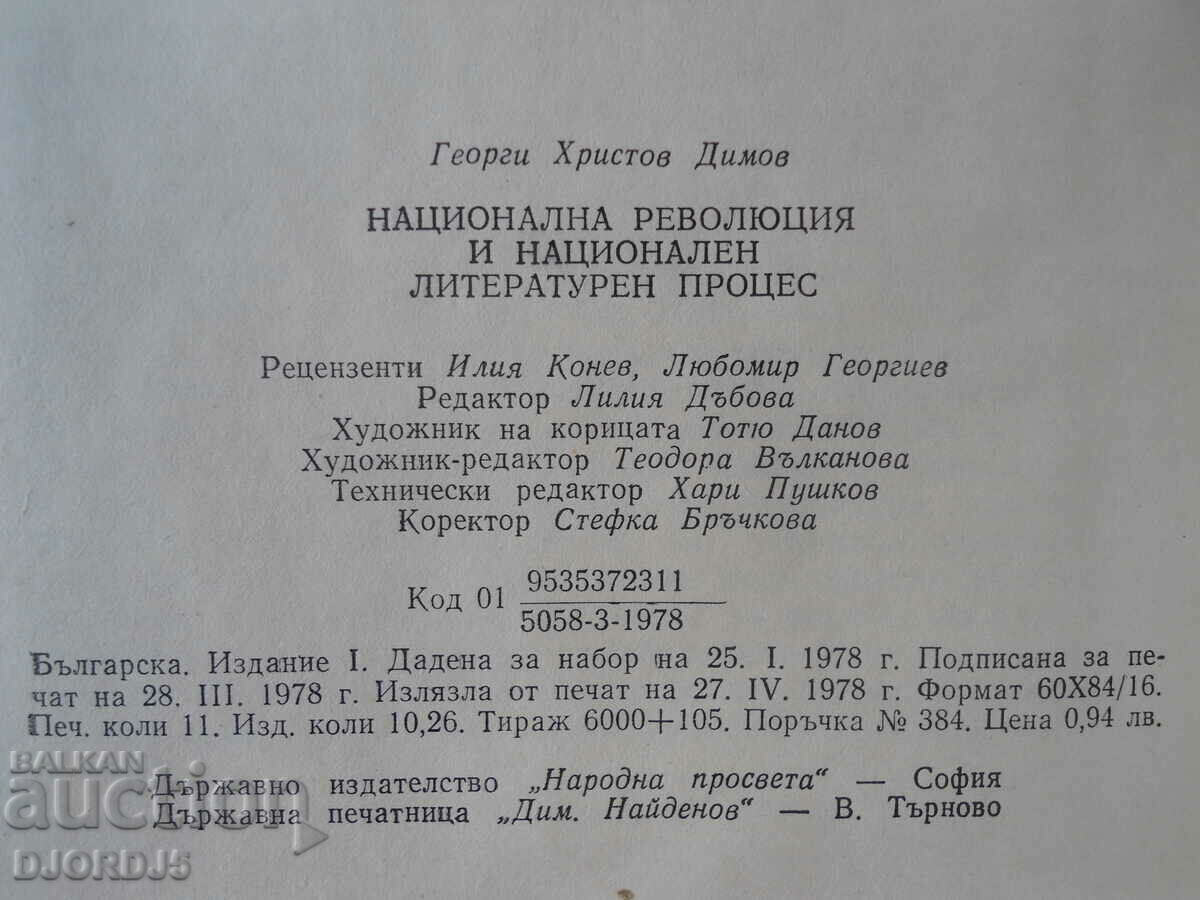 Георги Христов Димов
НАЦИОНАЛНА РЕВОЛЮЦИЯ
И НАЦИОНАЛЕН
ЛИТЕРАТУРЕН ПРОЦЕС
Рецензенти Илия Конев, Любомир Георгиев
Редактор Лилия Дъбова
Художник на корицата Тотю Данов
Художник-редактор Теодора Вълканова
Технически редактор Хари Пушков
Коректор Стефка Бръчкова
Код 01 9535372311
5058-3-1978
Българска. Издание I. Дадена за набор на 25. I. 1978 г. Подписана за пе-
чат на 28. III. 1978 г. Излязла от печат на 27. IV. 1978 г. Формат 60X84/16.
Печ. коли 11. Изд. коли 10,26. Тираж 6000+105. Поръчка № 384. Цена 0,94 лв.
Държавно издателство „Народна просвета“ — София
Държавна печатница „Дим. Найденов“ — В. Търново
BALKAN
auction
DJORDJ5